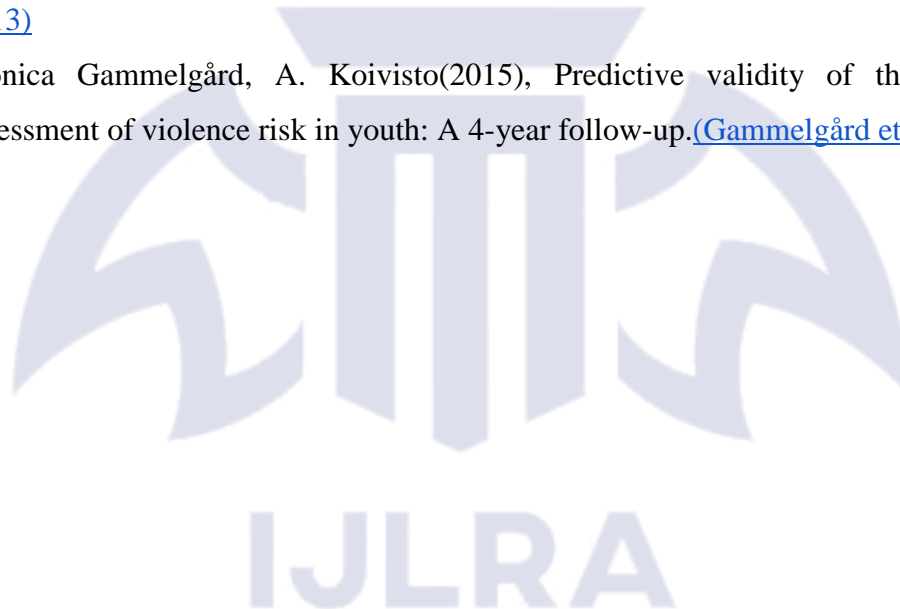 13)
onica Gammelgård, A. Koivisto(2015), Predictive validity of th
essment of violence risk in youth: A 4-year follow-up.(Gammelgård et
IJLRA